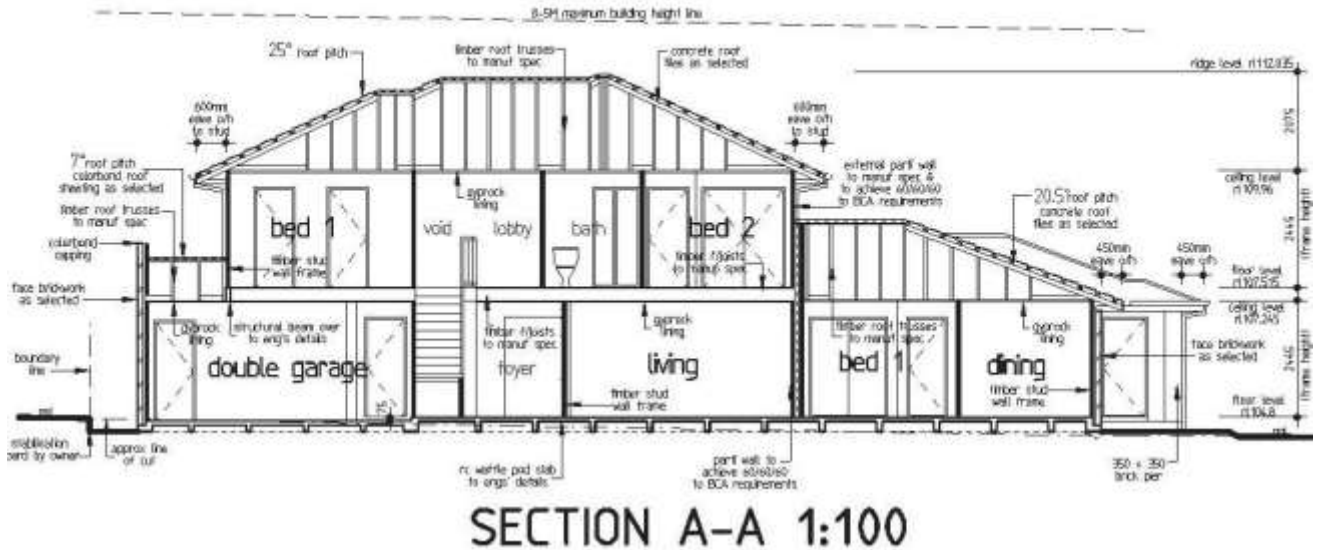 8-5M maximum building height line
25° roof pitch
timber roof trusses
to manuf spec
concrete roof
tiles as selected
ridge level rl112.035
600mm
eave o/h
to stud
600mm
eave o/h
to stud
2075
7° roof pitch
colorbond roof
sheeting as selected
timber roof trusses
to manuf spec
colorbond
capping
external parti wall
to manuf spec &
to achieve 60/60/60
to BCA requirements
ceiling level
rl109.96
gyprock
lining
20.5° roof pitch
concrete roof
tiles as selected
bed 1
void
lobby
bath
bed 2
2445
(frame height)
450mm
eave o/h
450mm
eave o/h
timber stud
wall frame
timber f/joists
to manuf spec
floor level
rl107.515
face brickwork
as selected
ceiling level
rl107.245
gyprock
lining
structural beam over
to eng's details
timber f/joists
to manuf spec
gyprock
lining
timber roof trusses
to manuf spec
gyprock
lining
boundary
line
face brickwork
as selected
double garage
foyer
living
bed 1
dining
2445
(frame height)
timber stud
wall frame
timber stud
wall frame
floor level
rl104.8
by owner
approx line
of cut
rc waffle pod slab
to engs' details
parti wall to
achieve 60/60/60
to BCA requirements
350 x 350
brick pier
SECTION A-A 1:100